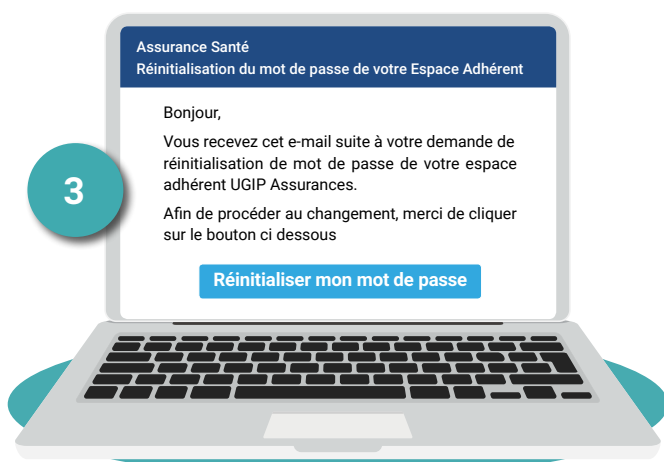 Assurance Santé
Réinitialisation du mot de passe de votre Espace Adhérent
Bonjour,
Vous recevez cet e-mail suite à votre demande de
réinitialisation de mot de passe de votre espace
adhérent UGIP Assurances.
3
Afin de procéder au changement, merci de cliquer
sur le bouton ci dessous
Réinitialiser mon mot de passe